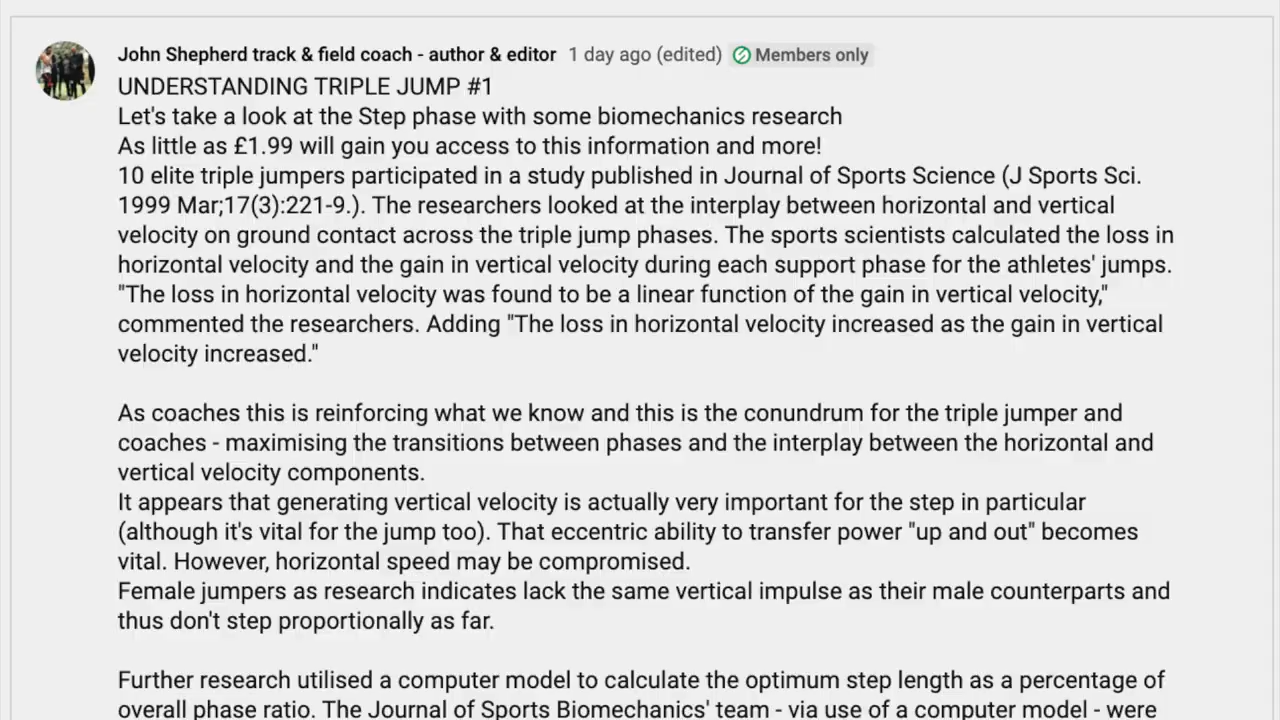 John Shepherd track & field coach - author & editor 1 day ago (edited) Members only
UNDERSTANDING TRIPLE JUMP #1
Let's take a look at the Step phase with some biomechanics research
As little as £1.99 will gain you access to this information and more!
10 elite triple jumpers participated in a study published in Journal of Sports Science (J Sports Sci.
1999 Mar;17(3):221-9.). The researchers looked at the interplay between horizontal and vertical
velocity on ground contact across the triple jump phases. The sports scientists calculated the loss in
horizontal velocity and the gain in vertical velocity during each support phase for the athletes' jumps.
"The loss in horizontal velocity was found to be a linear function of the gain in vertical velocity,"
commented the researchers. Adding "The loss in horizontal velocity increased as the gain in vertical
velocity increased."
As coaches this is reinforcing what we know and this is the conundrum for the triple jumper and
coaches - maximising the transitions between phases and the interplay between the horizontal and
vertical velocity components.
It appears that generating vertical velocity is actually very important for the step in particular
(although it's vital for the jump too). That eccentric ability to transfer power "up and out" becomes
vital. However, horizontal speed may be compromised.
Female jumpers as research indicates lack the same vertical impulse as their male counterparts and
thus don't step proportionally as far.
Further research utilised a computer model to calculate the optimum step length as a percentage of
overall phase ratio. The Journal of Sports Biomechanics' team - via use of a computer model - were